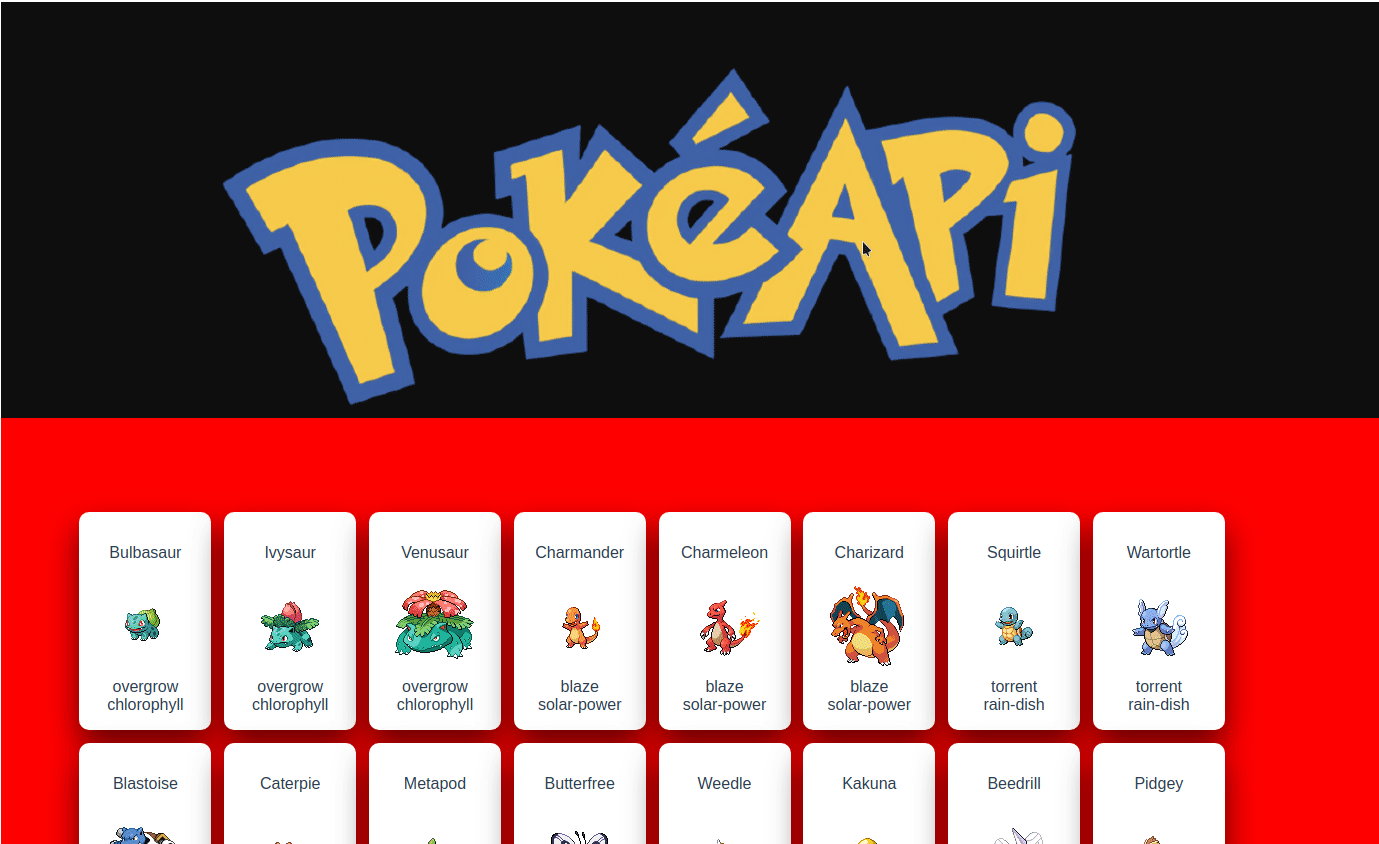 PokéAPi
Bulbasaur
Ivysaur
Venusaur
Charmander
Charmeleon
Charizard
Squirtle
Wartortle
overgrow
chlorophyll
overgrow
chlorophyll
overgrow
chlorophyll
blaze
solar-power
blaze
solar-power
blaze
solar-power
torrent
rain-dish
torrent
rain-dish
Blastoise
Caterpie
Metapod
Butterfree
Weedle
Kakuna
Beedrill
Pidgey